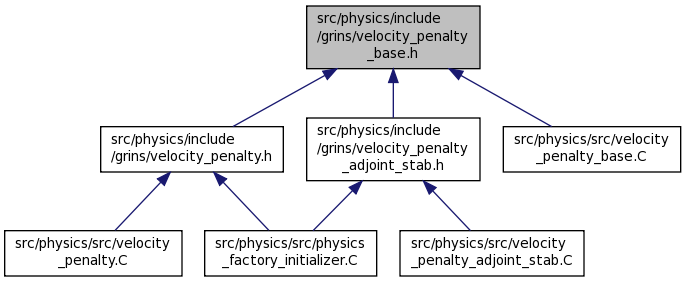 src/physics/include
/grins/velocity_penalty
_base.h
src/physics/include
/grins/velocity_penalty.h
src/physics/include
/grins/velocity_penalty
_adjoint_stab.h
src/physics/src/velocity
_penalty_base.C
src/physics/src/velocity
_penalty.C
src/physics/src/physics
_factory_initializer.C
src/physics/src/velocity
_penalty_adjoint_stab.C